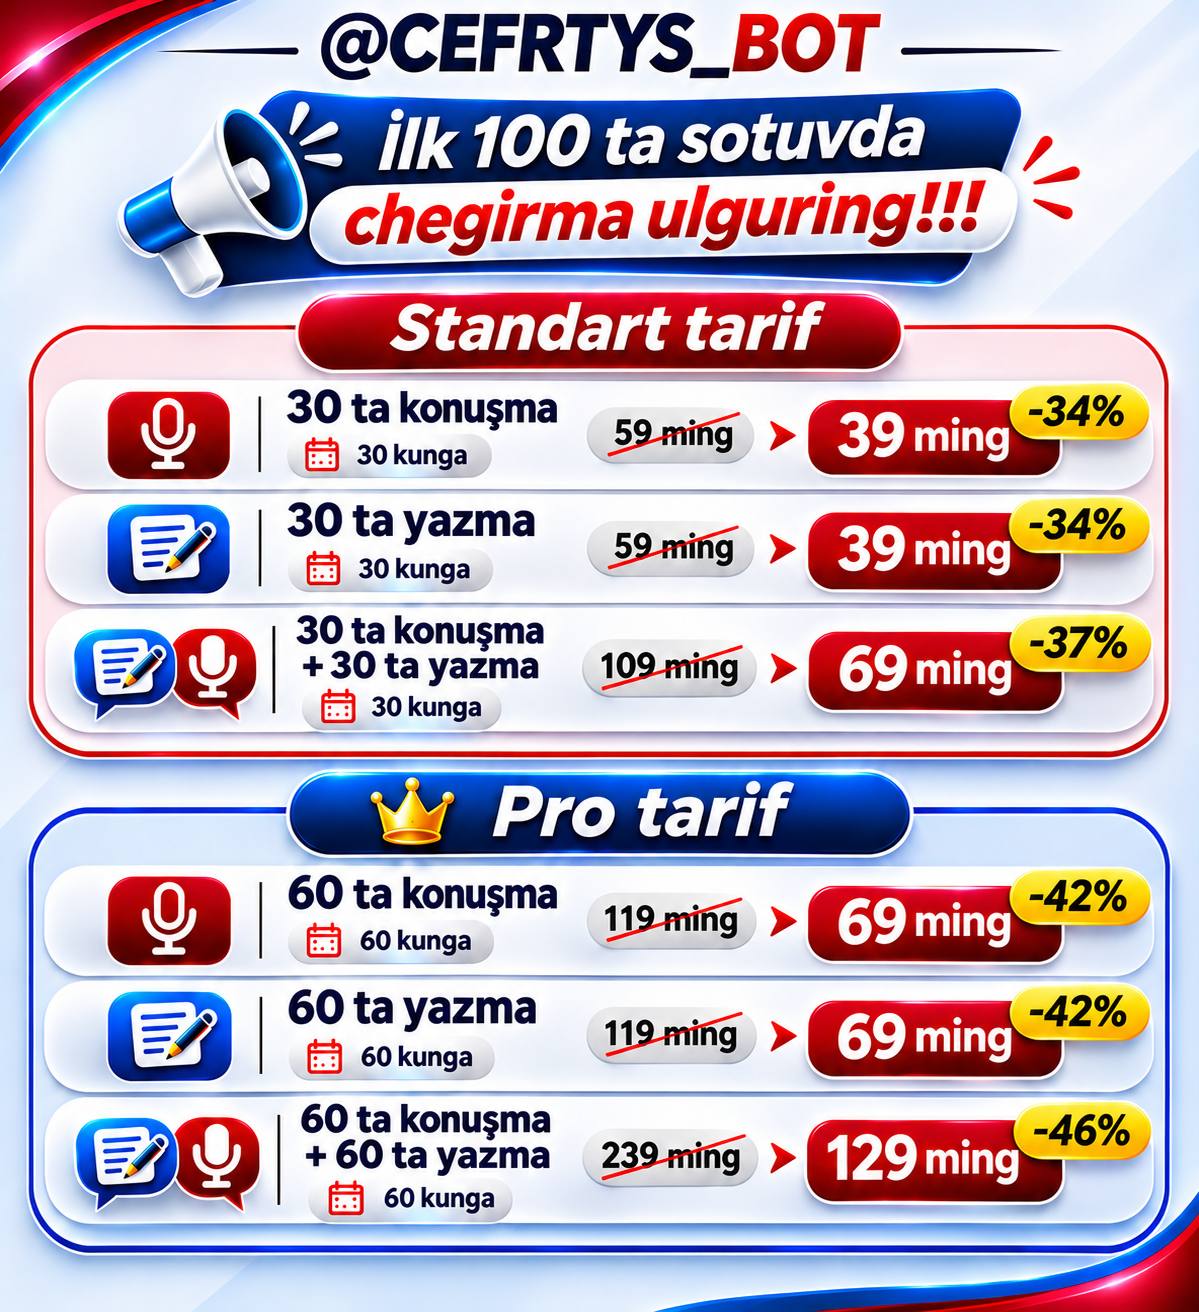 @CEFRTYS_BOT
İlk 100 ta sotuvda
chegirma ulguring!!!
Standart tarif
30 ta konuşma
30 kunga
59 ming
39 ming
-34%
30 ta yazma
30 kunga
59 ming
39 ming
-34%
30 ta konuşma
+ 30 ta yazma
30 kunga
109 ming
69 ming
-37%
Pro tarif
60 ta konuşma
60 kunga
119 ming
69 ming
-42%
60 ta yazma
60 kunga
119 ming
69 ming
-42%
60 ta konuşma
+ 60 ta yazma
60 kunga
239 ming
129 ming
-46%